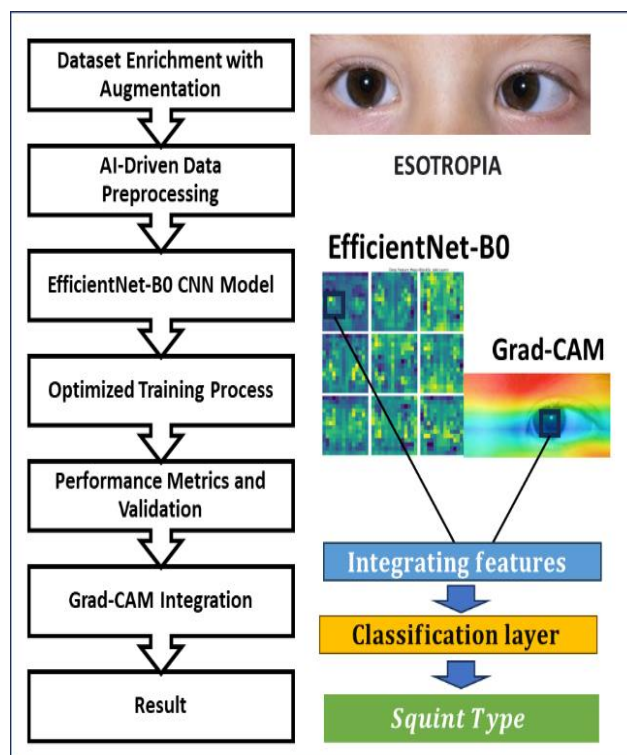 Dataset Enrichment with
Augmentation
AI-Driven Data
Preprocessing
EfficientNet-B0 CNN Model
Optimized Training Process
Performance Metrics and
Validation
Grad-CAM Integration
Result
ESOTROPIA
EfficientNet-B0
Grad-CAM
Integrating features
Classification layer
Squint Type